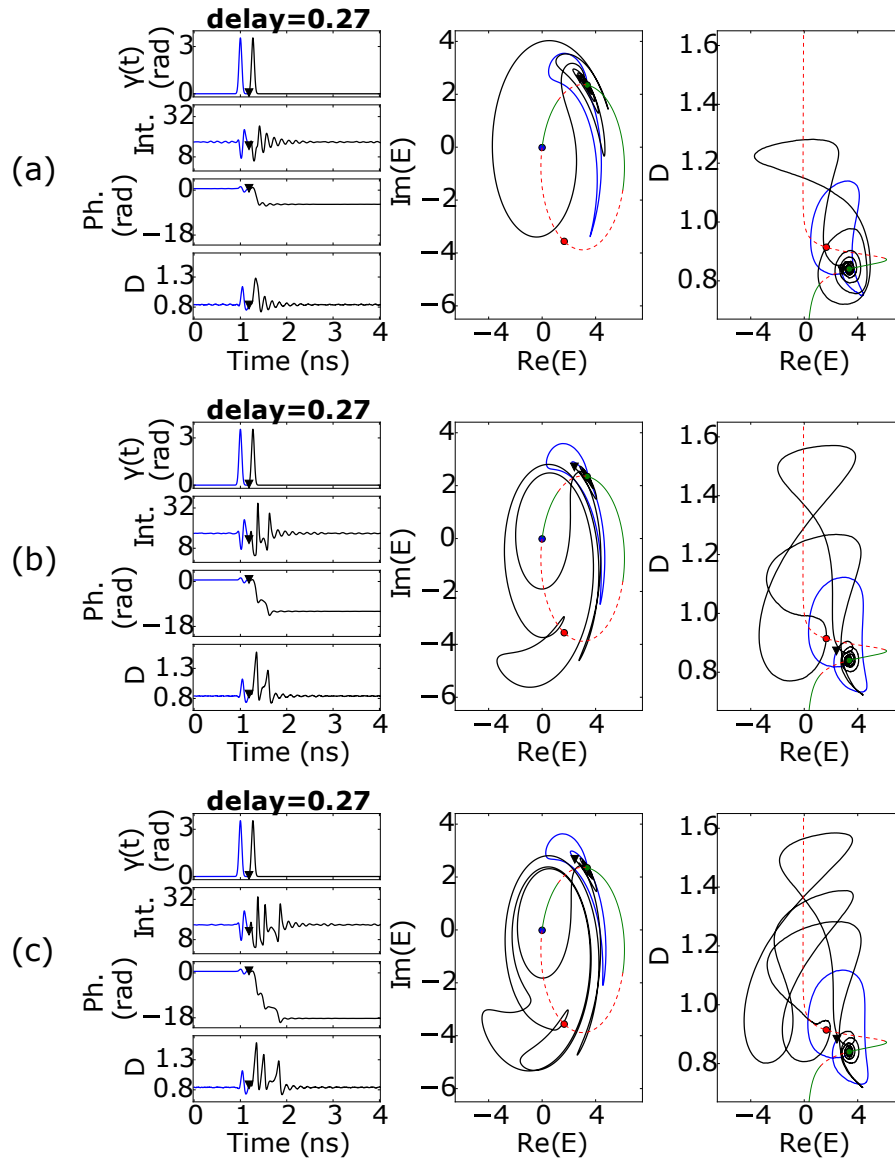 (a)
delay=0.27
γ(t)
(rad)
3
0
Int.
32
8
Ph.
(rad)
0
−18
D
1.3
0.8
0 1 2 3 4
Time (ns)
Im(E)
4
2
0
−2
−4
−6
−4 0 4
Re(E)
D
1.6
1.4
1.2
1.0
0.8
−4 0 4
Re(E)
(b)
delay=0.27
γ(t)
(rad)
3
0
Int.
32
8
Ph.
(rad)
0
−18
D
1.3
0.8
0 1 2 3 4
Time (ns)
Im(E)
4
2
0
−2
−4
−6
−4 0 4
Re(E)
D
1.6
1.4
1.2
1.0
0.8
−4 0 4
Re(E)
(c)
delay=0.27
γ(t)
(rad)
3
0
Int.
32
8
Ph.
(rad)
0
−18
D
1.3
0.8
0 1 2 3 4
Time (ns)
Im(E)
4
2
0
−2
−4
−6
−4 0 4
Re(E)
D
1.6
1.4
1.2
1.0
0.8
−4 0 4
Re(E)